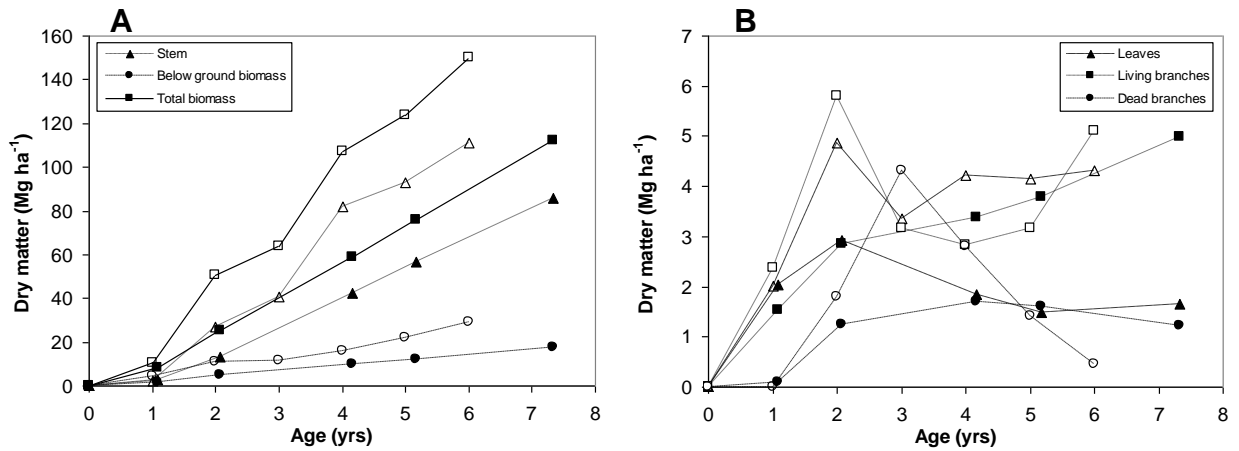 A
160
140
120
100
80
60
40
20
0
0 1 2 3 4 5 6 7 8
Dry matter (Mg ha-1)
Age (yrs)
Stem
Below ground biomass
Total biomass
B
7
6
5
4
3
2
1
0
0 1 2 3 4 5 6 7 8
Dry matter (Mg ha-1)
Age (yrs)
Leaves
Living branches
Dead branches